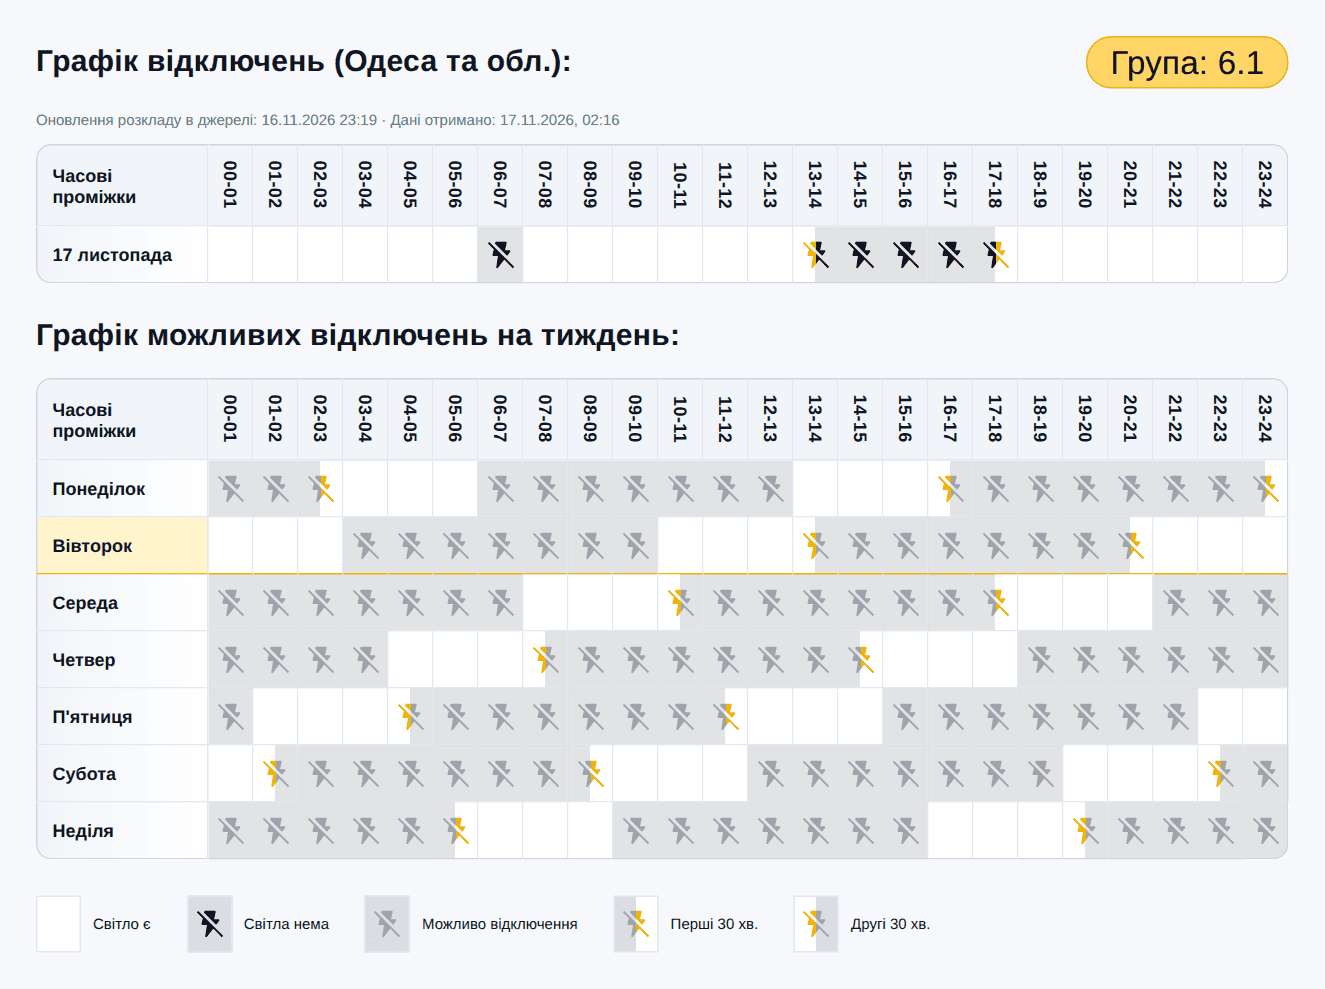 Графік відключень (Одеса та обл.):
Група: 6.1
Оновлення розкладу в джерелі: 16.11.2026 23:19 · Дані отримано: 17.11.2026, 02:16
Часові проміжки 00-01 01-02 02-03 03-04 04-05 05-06 06-07 07-08 08-09 09-10 10-11 11-12 12-13 13-14 14-15 15-16 16-17 17-18 18-19 19-20 20-21 21-22 22-23 23-24
17 листопада
Графік можливих відключень на тиждень:
Часові проміжки 00-01 01-02 02-03 03-04 04-05 05-06 06-07 07-08 08-09 09-10 10-11 11-12 12-13 13-14 14-15 15-16 16-17 17-18 18-19 19-20 20-21 21-22 22-23 23-24
Понеділок
Вівторок
Середа
Четвер
П'ятниця
Субота
Неділя
Світло є Світла нема Можливо відключення Перші 30 хв. Другі 30 хв.